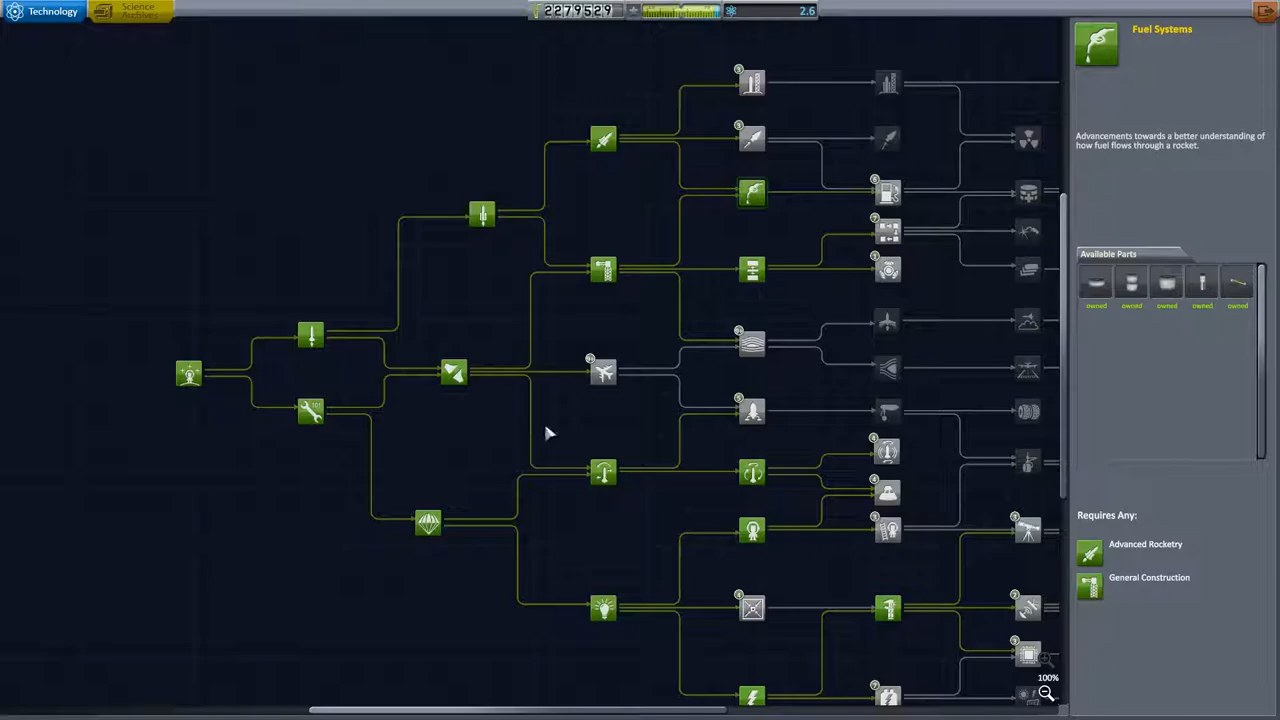 Technology
Science
Archives
2279529
2.6
Fuel Systems
Advancements towards a better understanding of
how fuel flows through a rocket.
Available Parts
owned owned owned owned owned
Requires Any:
Advanced Rocketry
General Construction
101
100%